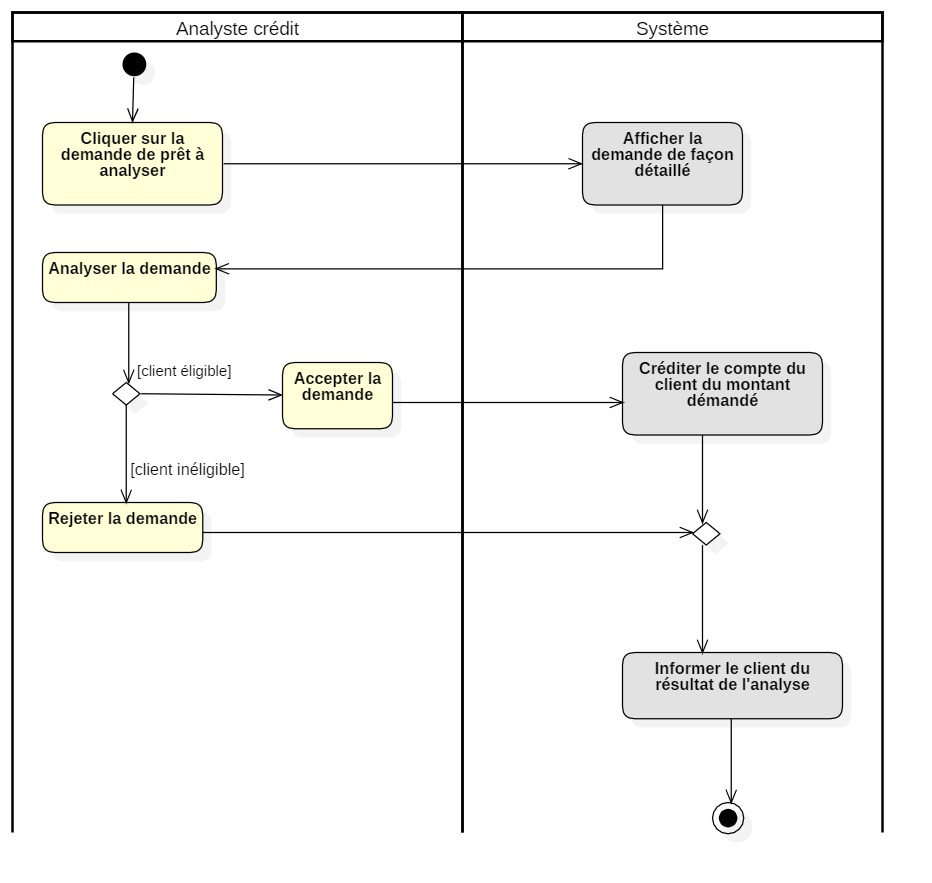 Analyste crédit
Système
Cliquer sur la
demande de prêt à
analyser
Afficher la
demande de façon
détaillé
Analyser la demande
[client éligible]
Accepter la
demande
Créditer le compte du
client du montant
démandé
[client inéligible]
Rejeter la demande
Informer le client du
résultat de l'analyse